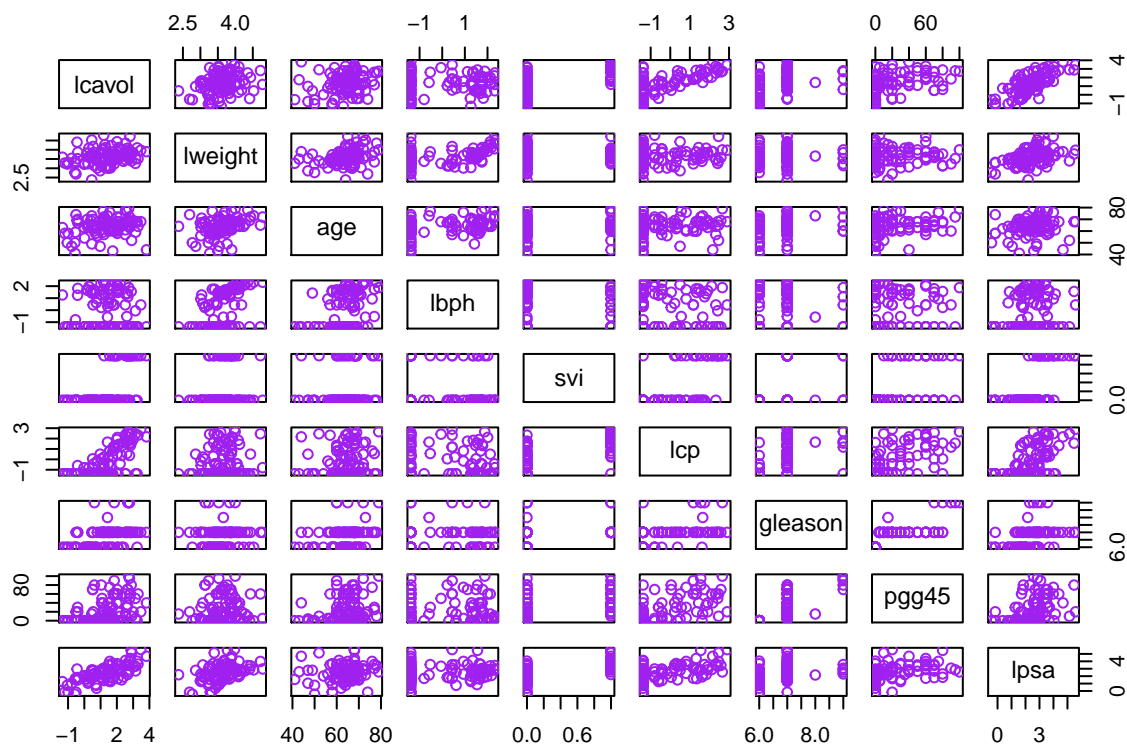 2.5 4.0 −1 1 −1 1 3 0 60
lcavol −1 4
2.5 lweight
age 40 80
−1 2 lbph
svi 0.0
−1 3 lcp
gleason 6.0
0 80 pgg45
lpsa 0 4
−1 2 4 40 60 80 0.0 0.6 6.0 8.0 0 3